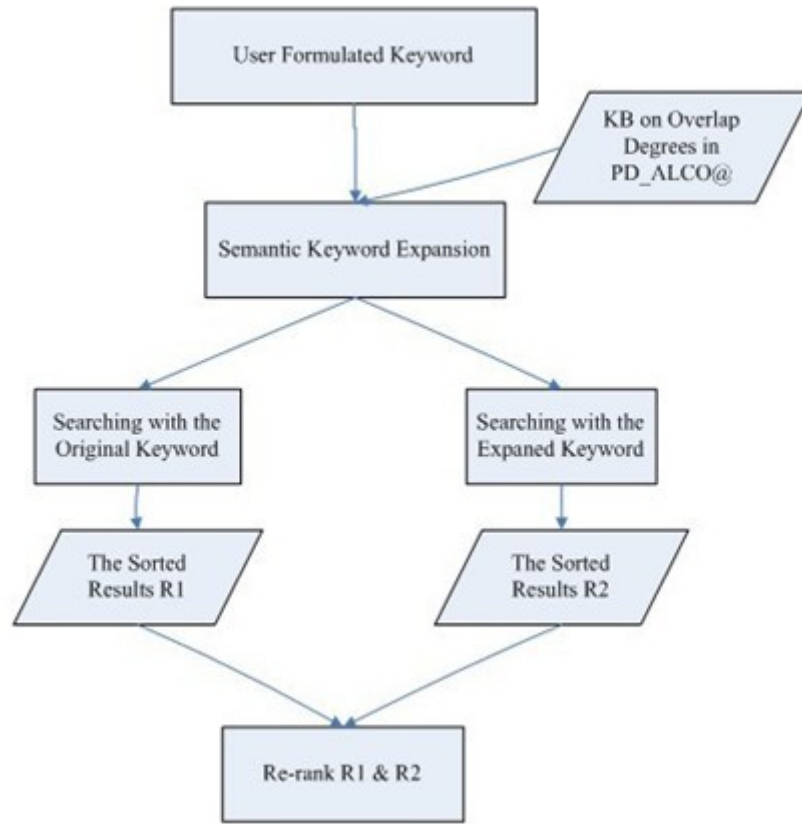 User Formulated Keyword
KB on Overlap
Degrees in
PD_ALCO@
Semantic Keyword Expansion
Searching with the
Original Keyword
Searching with the
Expaned Keyword
The Sorted
Results R1
The Sorted
Results R2
Re-rank R1 & R2